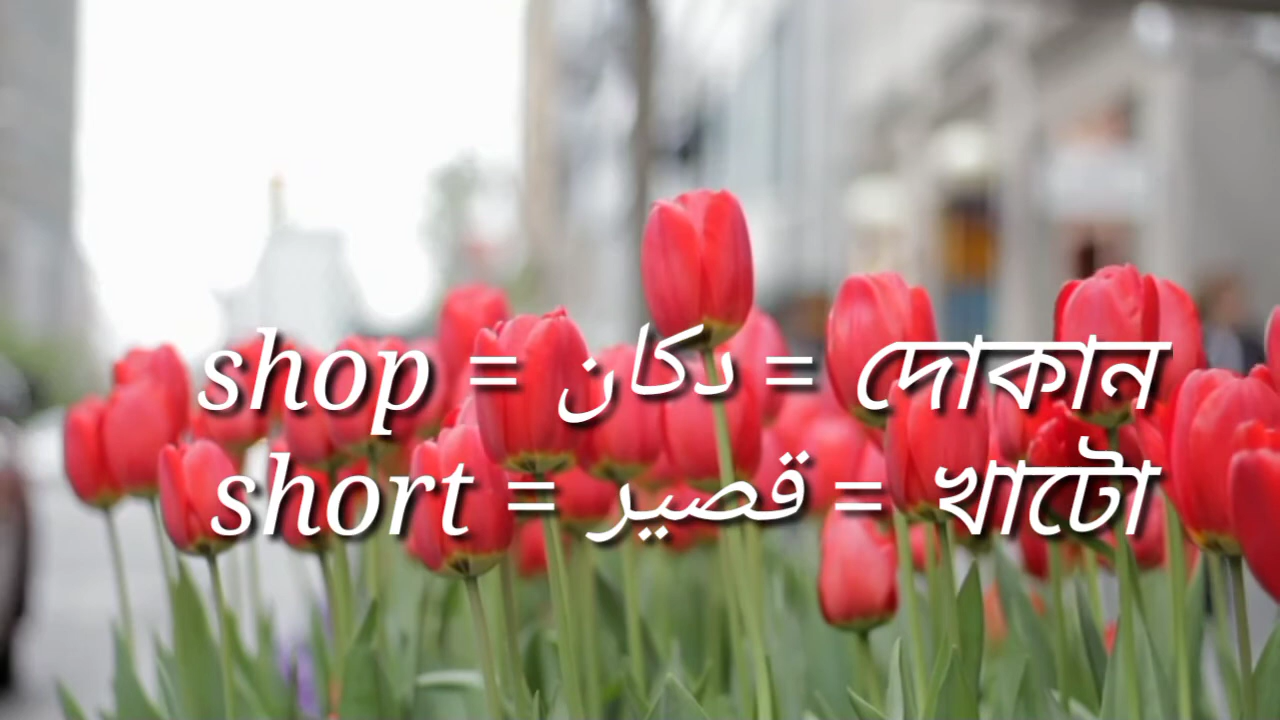 shop = دكان = দোকান
short = قصير = খাটো